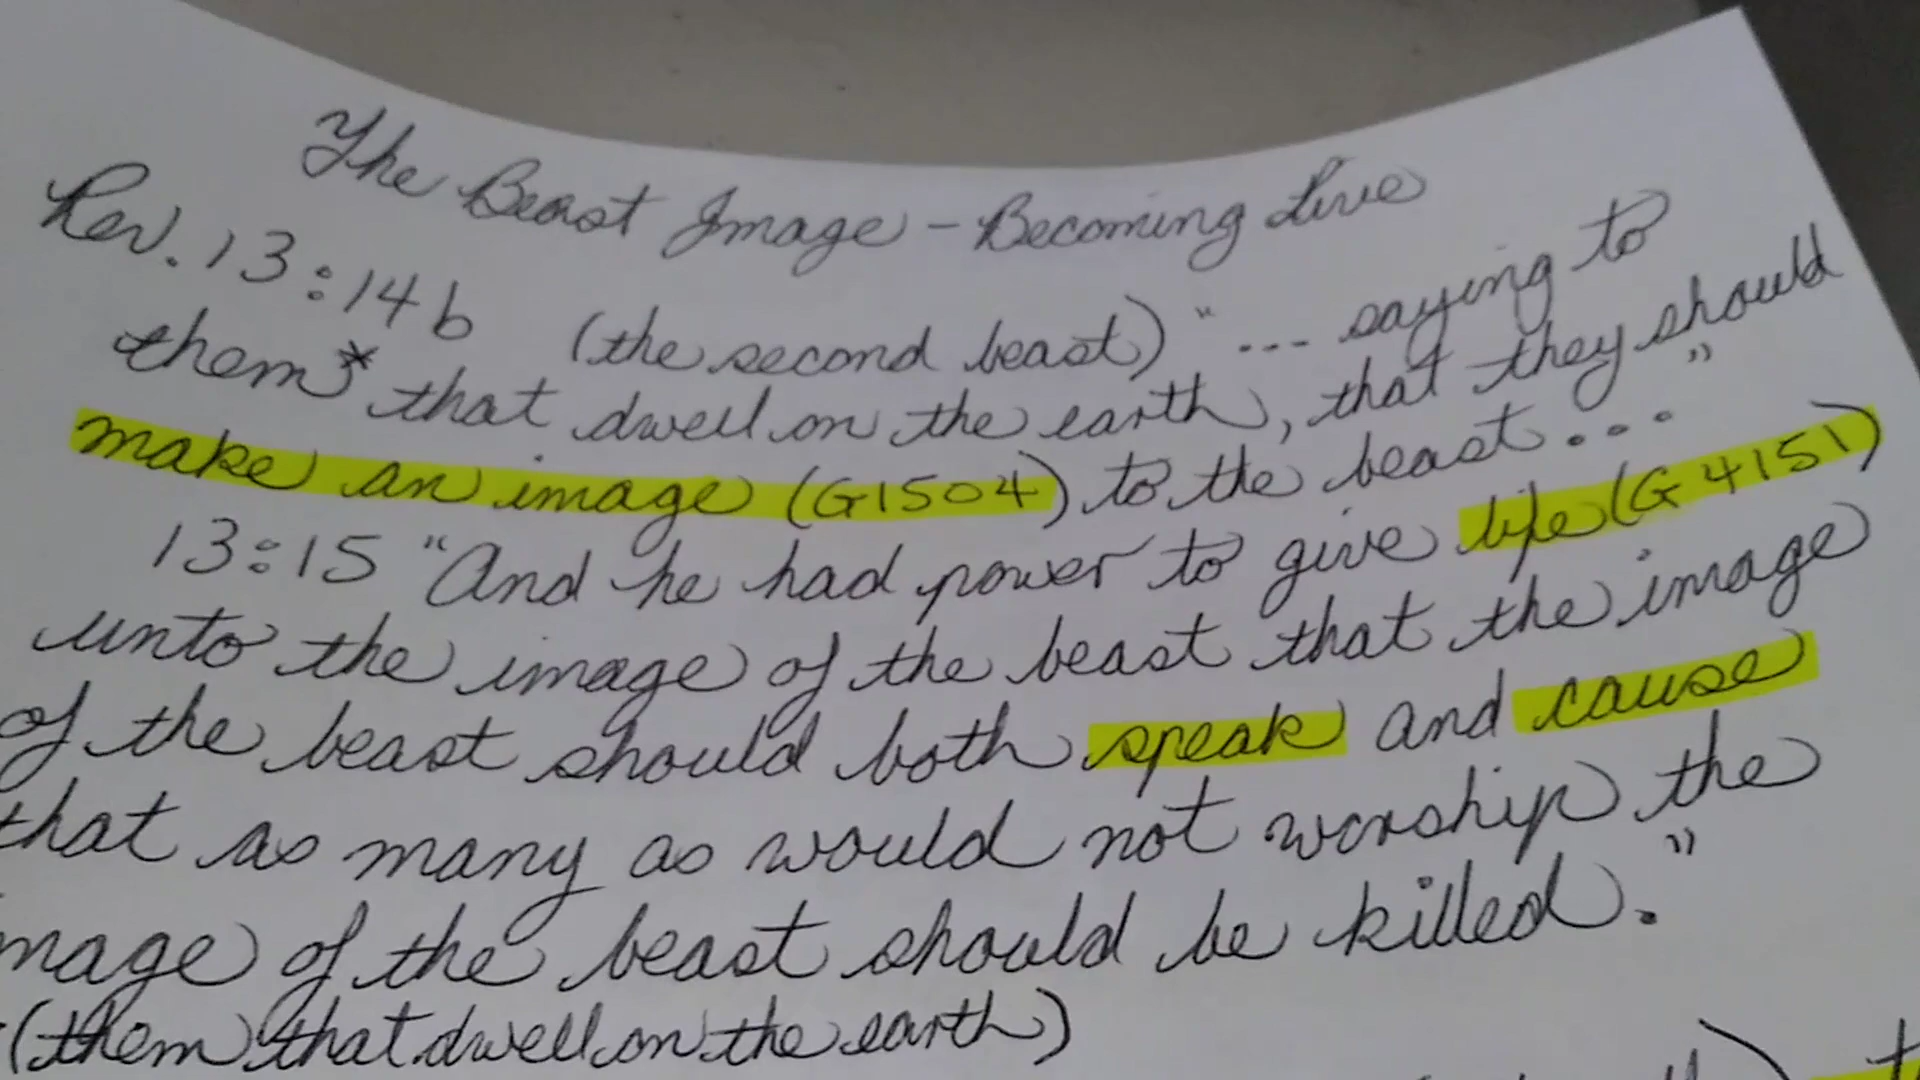 The Beast Image - Becoming Live
Rev. 13:14b (the second beast) "... saying to
them* that dwell on the earth, that they should
make an image (G1504) to the beast..."
13:15 "And he had power to give life (G4151)
unto the image of the beast that the image
of the beast should both speak and cause
that as many as would not worship the
mage of the beast should be killed."
(them that dwell on the earth)